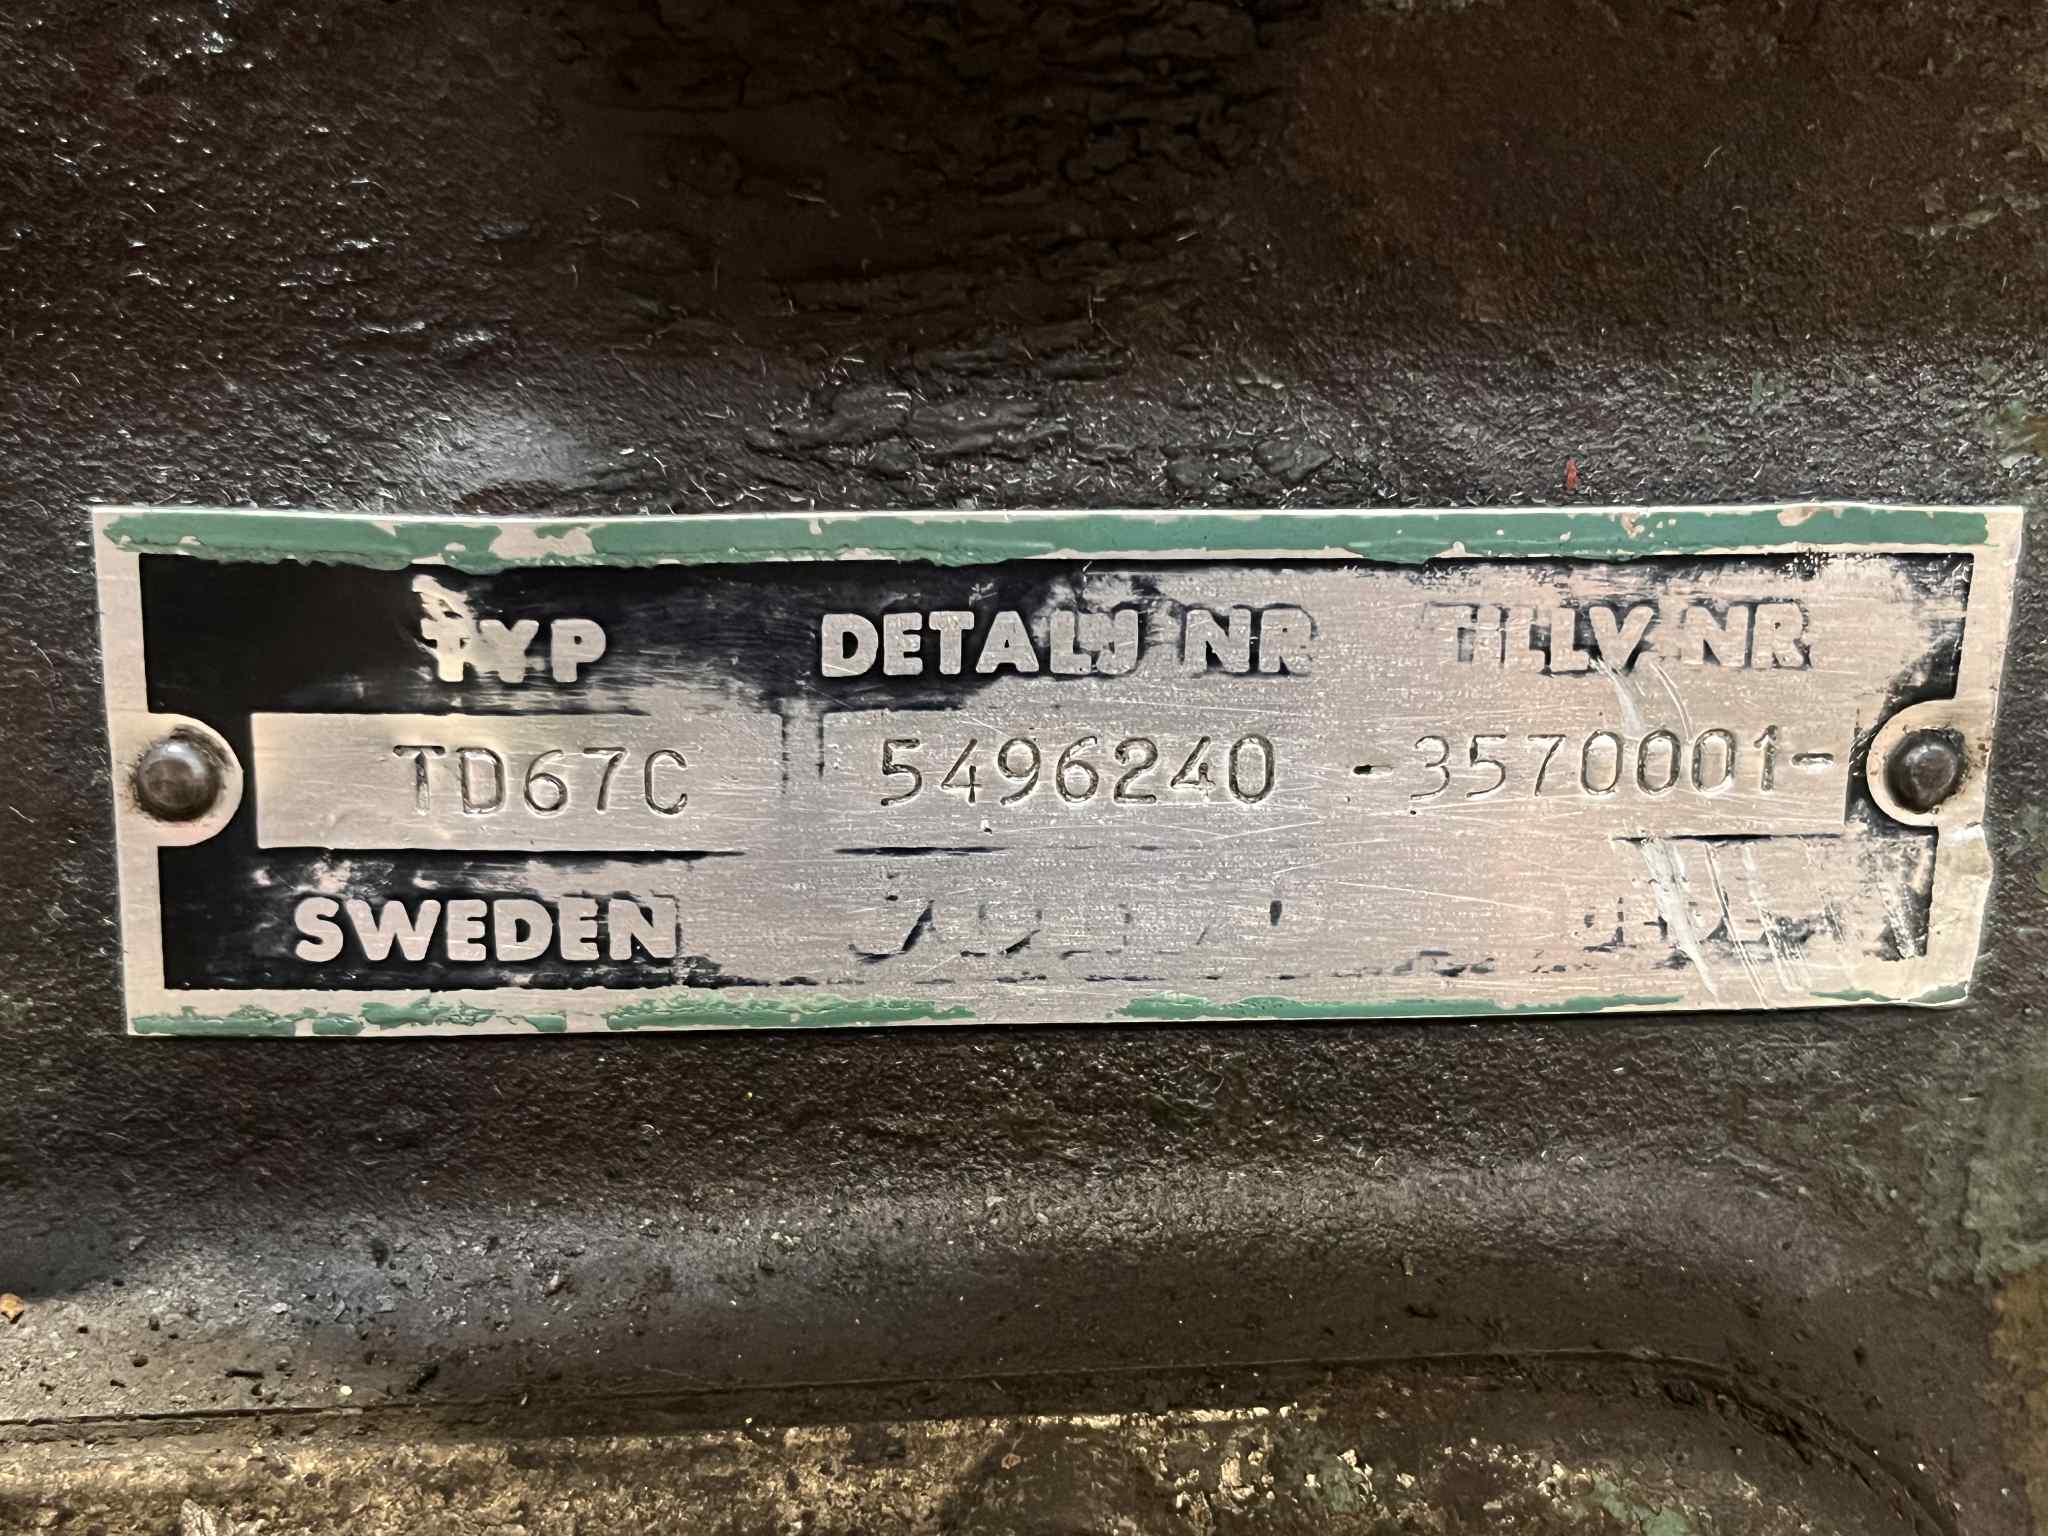 TYP DETALJ NR TILLV.NR
TD67C 5496240 -3570001-
SWEDEN